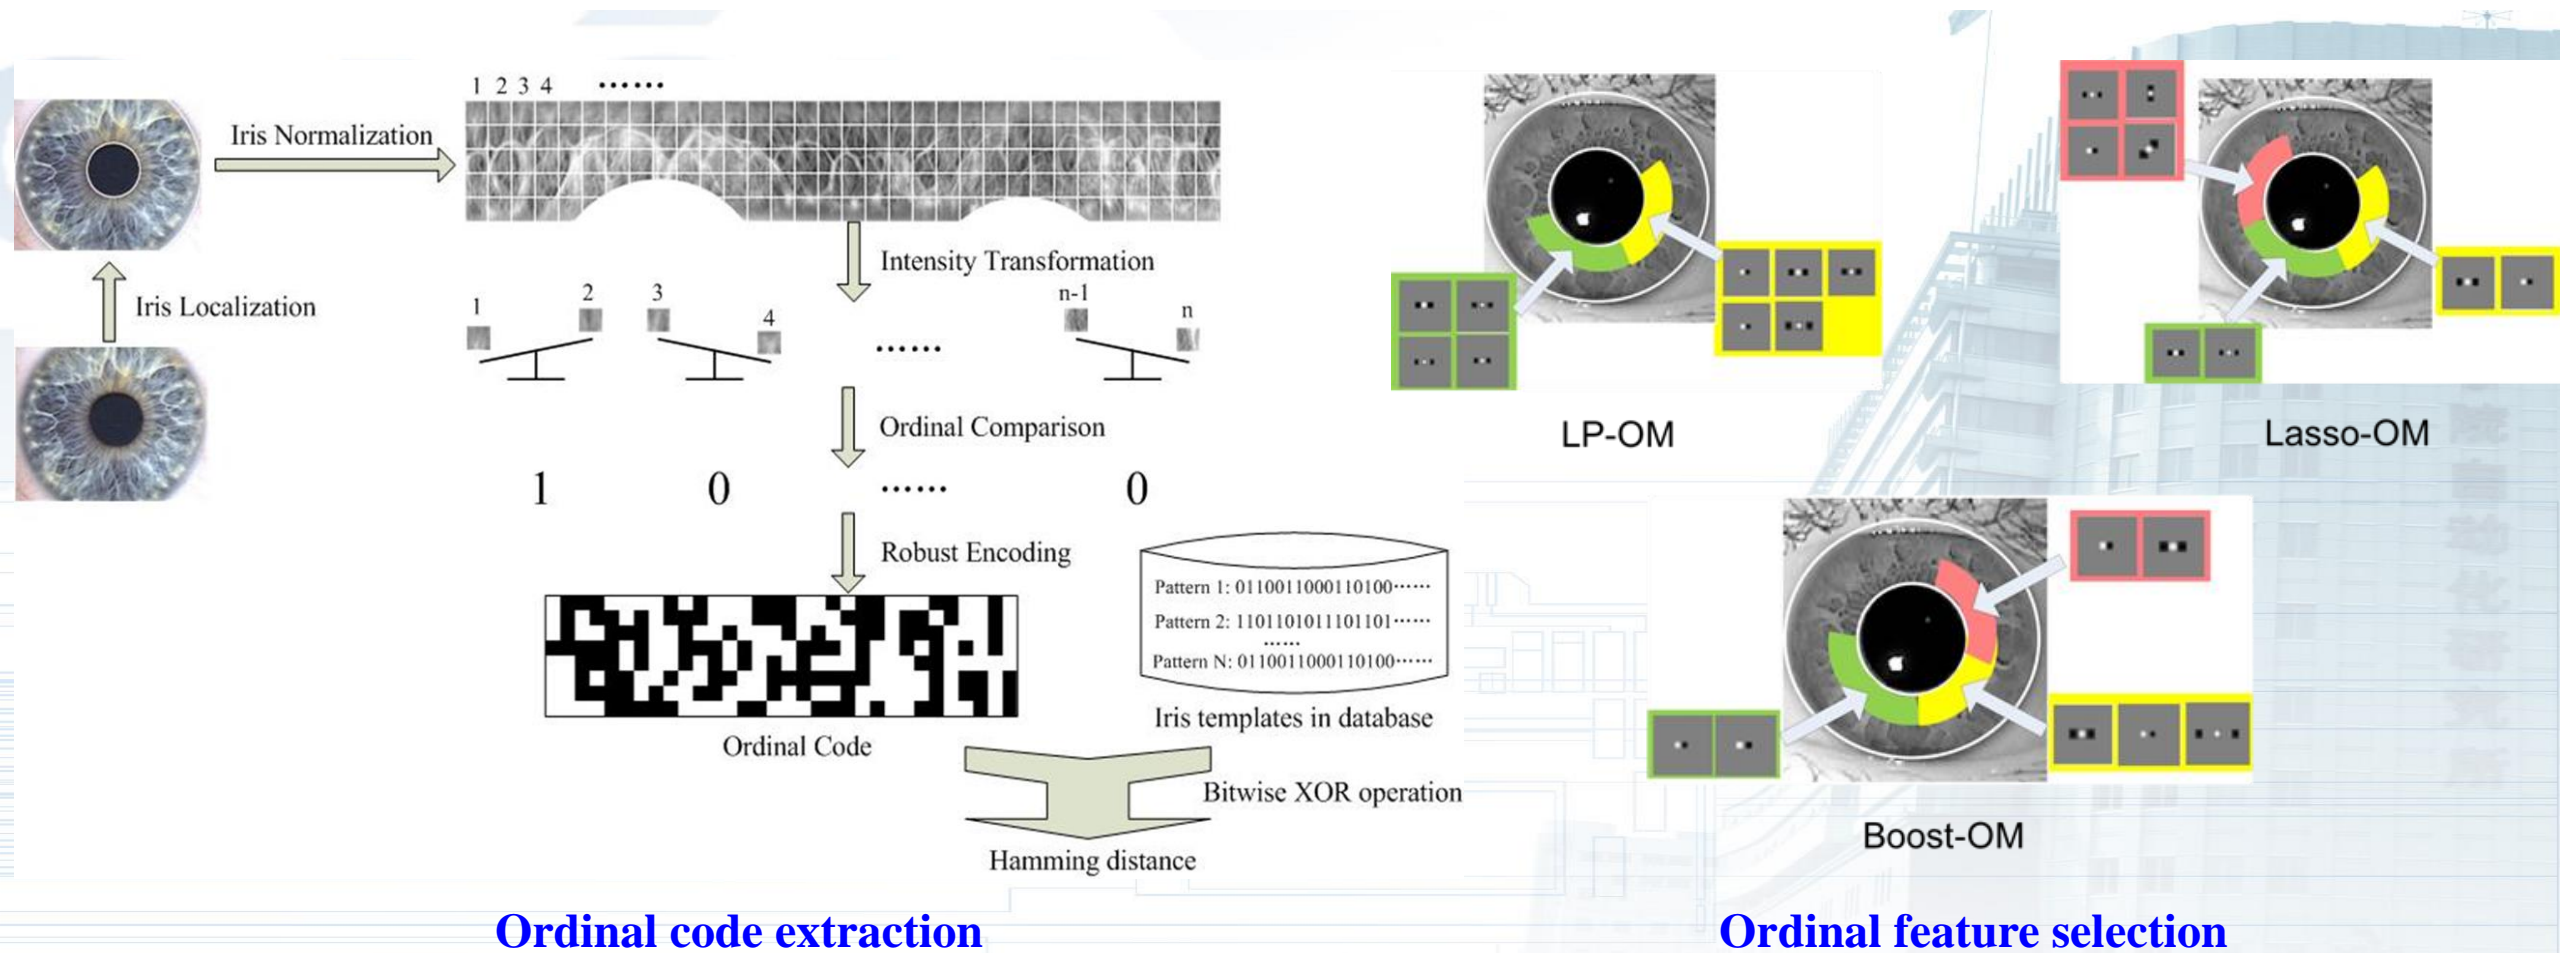 1 2 3 4 ······
Iris Normalization
Iris Localization
Intensity Transformation
1 2 3 4 ...... n-1 n
Ordinal Comparison
1 0 ...... 0
Robust Encoding
Ordinal Code
Pattern 1: 0110011000110100······
Pattern 2: 1101101011101101······
······
Pattern N: 0110011000110100······
Iris templates in database
Bitwise XOR operation
Hamming distance
Ordinal code extraction
LP-OM
Lasso-OM
Boost-OM
Ordinal feature selection